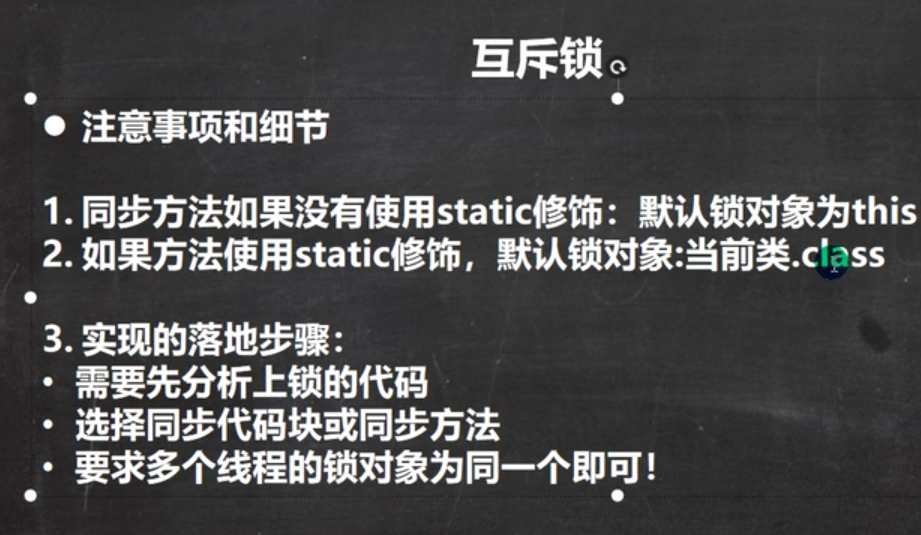 互斥锁
● 注意事项和细节
1. 同步方法如果没有使用static修饰：默认锁对象为this
2. 如果方法使用static修饰，默认锁对象:当前类.class
3. 实现的落地步骤：
• 需要先分析上锁的代码
• 选择同步代码块或同步方法
• 要求多个线程的锁对象为同一个即可！